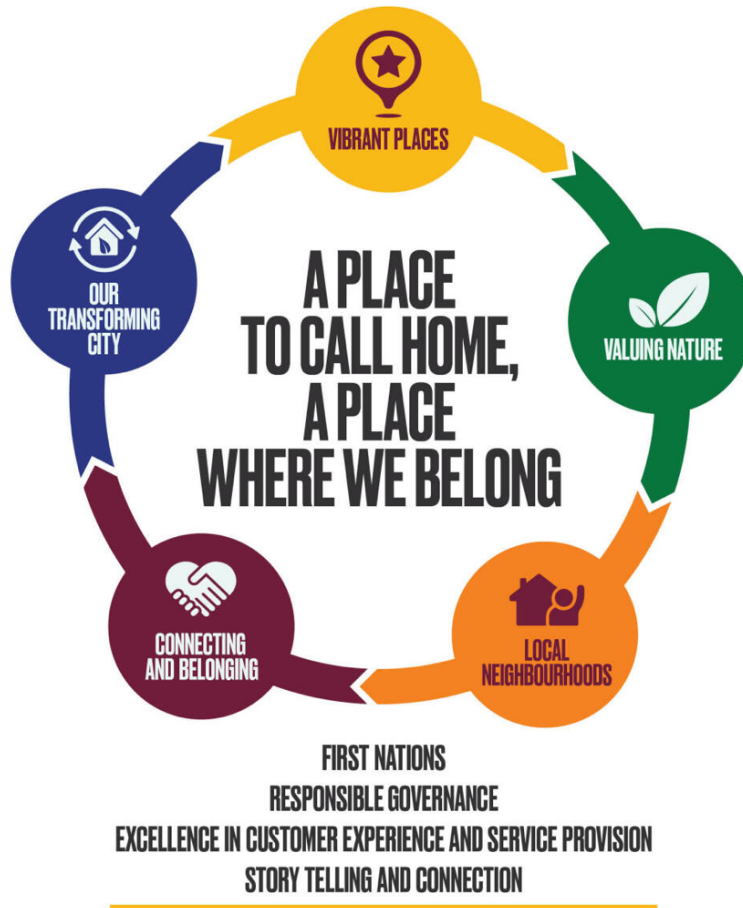 VIBRANT PLACES
OUR
TRANSFORMING
CITY
A PLACE
TO CALL HOME,
A PLACE
WHERE WE BELONG
VALUING NATURE
CONNECTING
AND BELONGING
LOCAL
NEIGHBOURHOODS
FIRST NATIONS
RESPONSIBLE GOVERNANCE
EXCELLENCE IN CUSTOMER EXPERIENCE AND SERVICE PROVISION
STORY TELLING AND CONNECTION